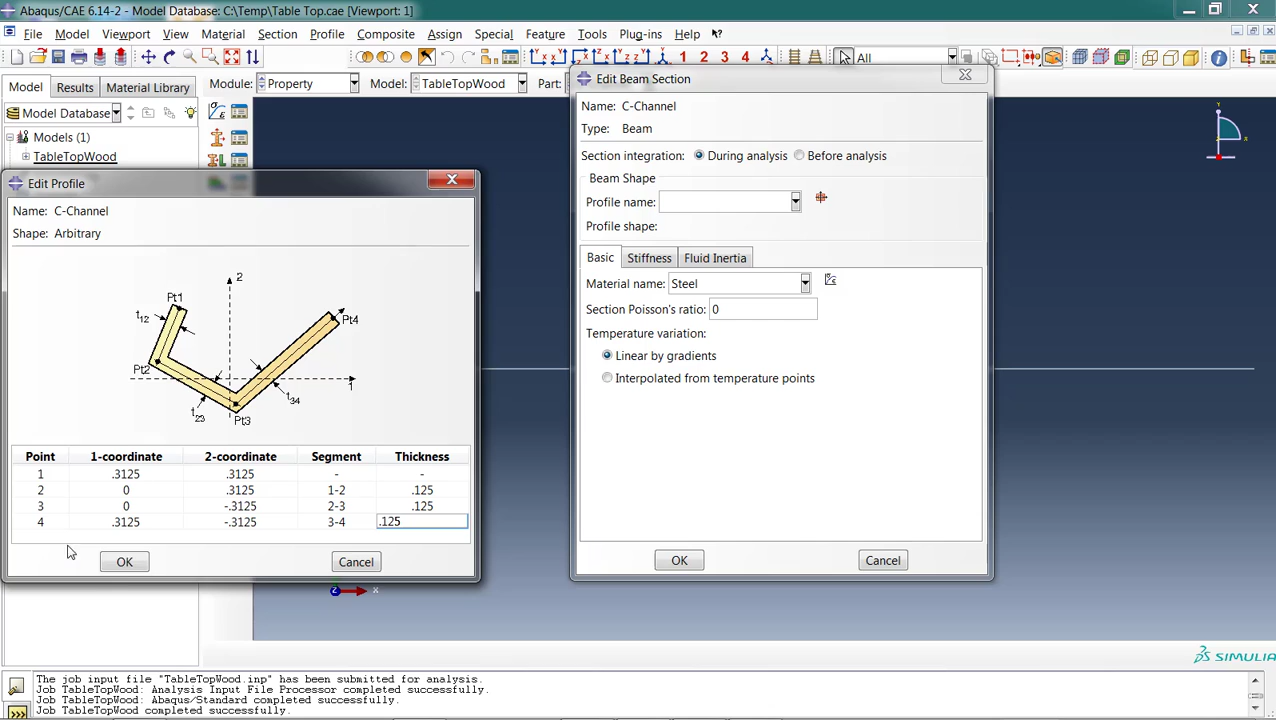 Abaqus/CAE 6.14-2 - Model Database: C:\Temp\Table Top.cae [Viewport: 1]
File Model Viewport View Material Section Profile Composite Assign Special Feature Tools Plug-ins Help
1 2 3 4 All
Model Results Material Library Module: Property Model: TableTopWood Part:
Model Database
Models (1)
TableTopWood
Edit Profile
Name: C-Channel
Shape: Arbitrary
2
Pt1
t12
Pt4
Pt2
1
t34
t23
Pt3
Point 1-coordinate 2-coordinate Segment Thickness
1 .3125 .3125 - -
2 0 .3125 1-2 .125
3 0 -.3125 2-3 .125
4 .3125 -.3125 3-4 .125
OK Cancel
Edit Beam Section
Name: C-Channel
Type: Beam
Section integration: During analysis Before analysis
Beam Shape
Profile name:
Profile shape:
Basic Stiffness Fluid Inertia
Material name: Steel
Section Poisson's ratio: 0
Temperature variation:
Linear by gradients
Interpolated from temperature points
OK Cancel
Y
X
Z X
SIMULIA
The job input file "TableTopWood.inp" has been submitted for analysis.
Job TableTopWood: Analysis Input File Processor completed successfully.
Job TableTopWood: Abaqus/Standard completed successfully.
Job TableTopWood completed successfully.